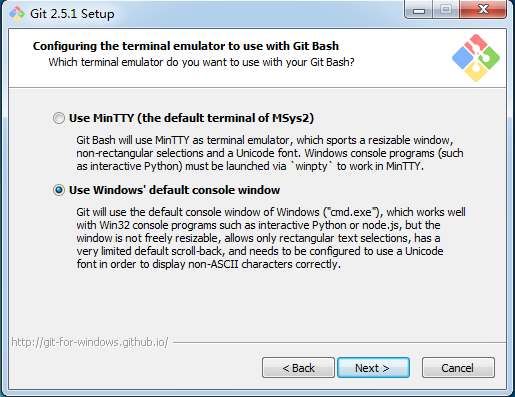 Git 2.5.1 Setup
Configuring the terminal emulator to use with Git Bash
Which terminal emulator do you want to use with your Git Bash?
Use MinTTY (the default terminal of MSys2)
Git Bash will use MinTTY as terminal emulator, which sports a resizable window,
non-rectangular selections and a Unicode font. Windows console programs (such
as interactive Python) must be launched via `winpty` to work in MinTTY.
Use Windows' default console window
Git will use the default console window of Windows ("cmd.exe"), which works well
with Win32 console programs such as interactive Python or node.js, but the
window is not freely resizable, allows only rectangular text selections, has a
very limited default scroll-back, and needs to be configured to use a Unicode
font in order to display non-ASCII characters correctly.
http://git-for-windows.github.io/
< Back
Next >
Cancel